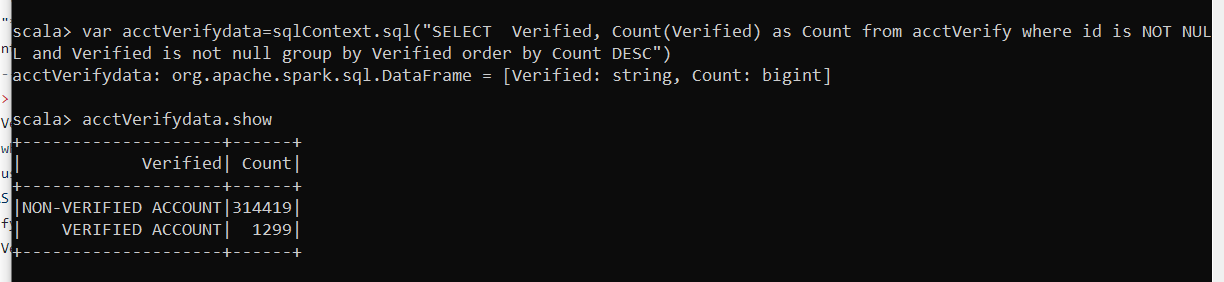 scala> var acctVerifydata=sqlContext.sql("SELECT  Verified, Count(Verified) as Count from acctVerify where id is NOT NUL
L and Verified is not null group by Verified order by Count DESC")
acctVerifydata: org.apache.spark.sql.DataFrame = [Verified: string, Count: bigint]
scala> acctVerifydata.show
+--------------------+------+
|            Verified| Count|
+--------------------+------+
|NON-VERIFIED ACCOUNT|314419|
|    VERIFIED ACCOUNT|  1299|
+--------------------+------+